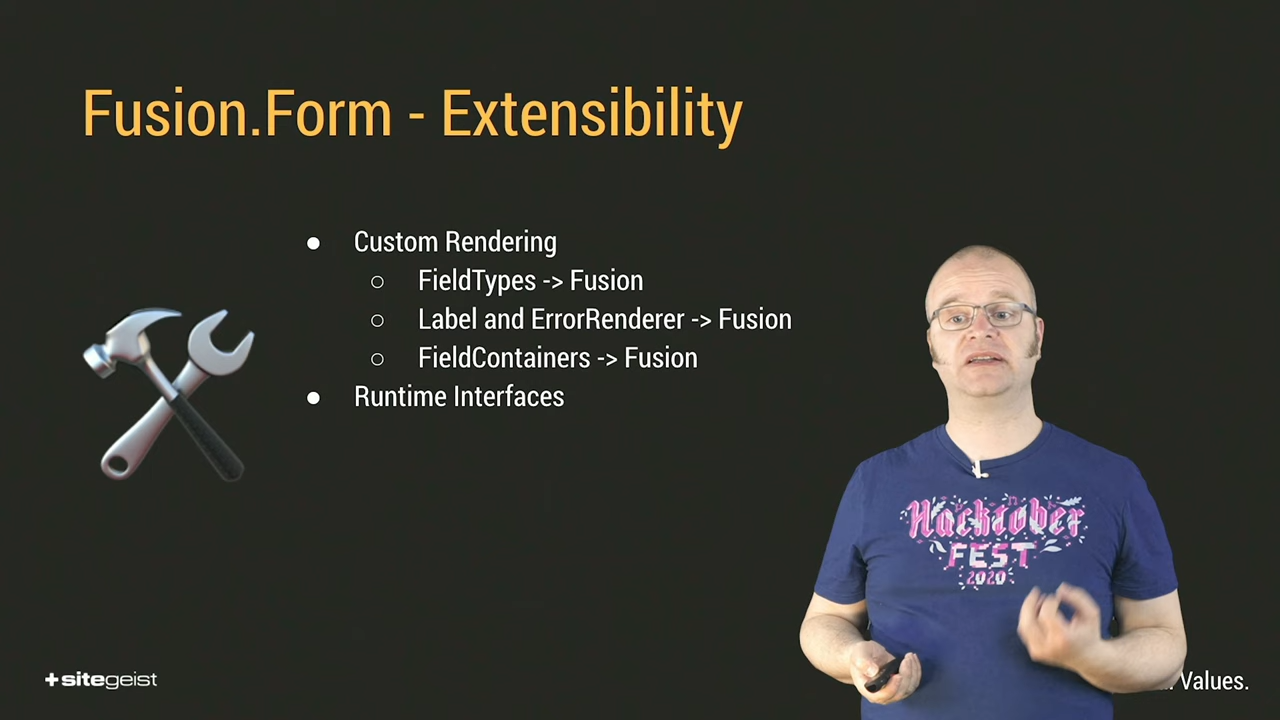 Fusion.Form - Extensibility
● Custom Rendering
○ FieldTypes -> Fusion
○ Label and ErrorRenderer -> Fusion
○ FieldContainers -> Fusion
● Runtime Interfaces
Hacktober
FEST
2020
+sitegeist
Values.